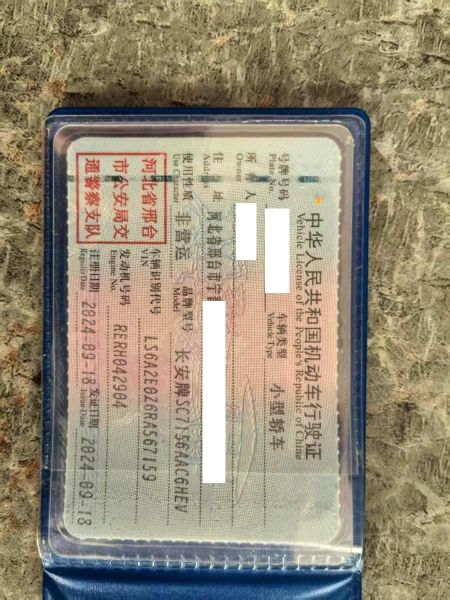 中华人民共和国机动车行驶证
Vehicle License of the People's Republic of China
号牌号码 车辆类型 小型轿车
Plate No. Vehicle Type
所有人
Owner
住址 河北省邢台市宁
Address
使用性质 非营运 品牌型号 长安牌SC7156AAC6HEV
Use Character Model
河北省邢台
市公安局交
通警察支队
车辆识别代号 LS6A2E0Z6RA567159
VIN
发动机号码 RERH042904
Engine No.
注册日期 2024-09-18 发证日期 2024-09-18
Register Date Issue Date